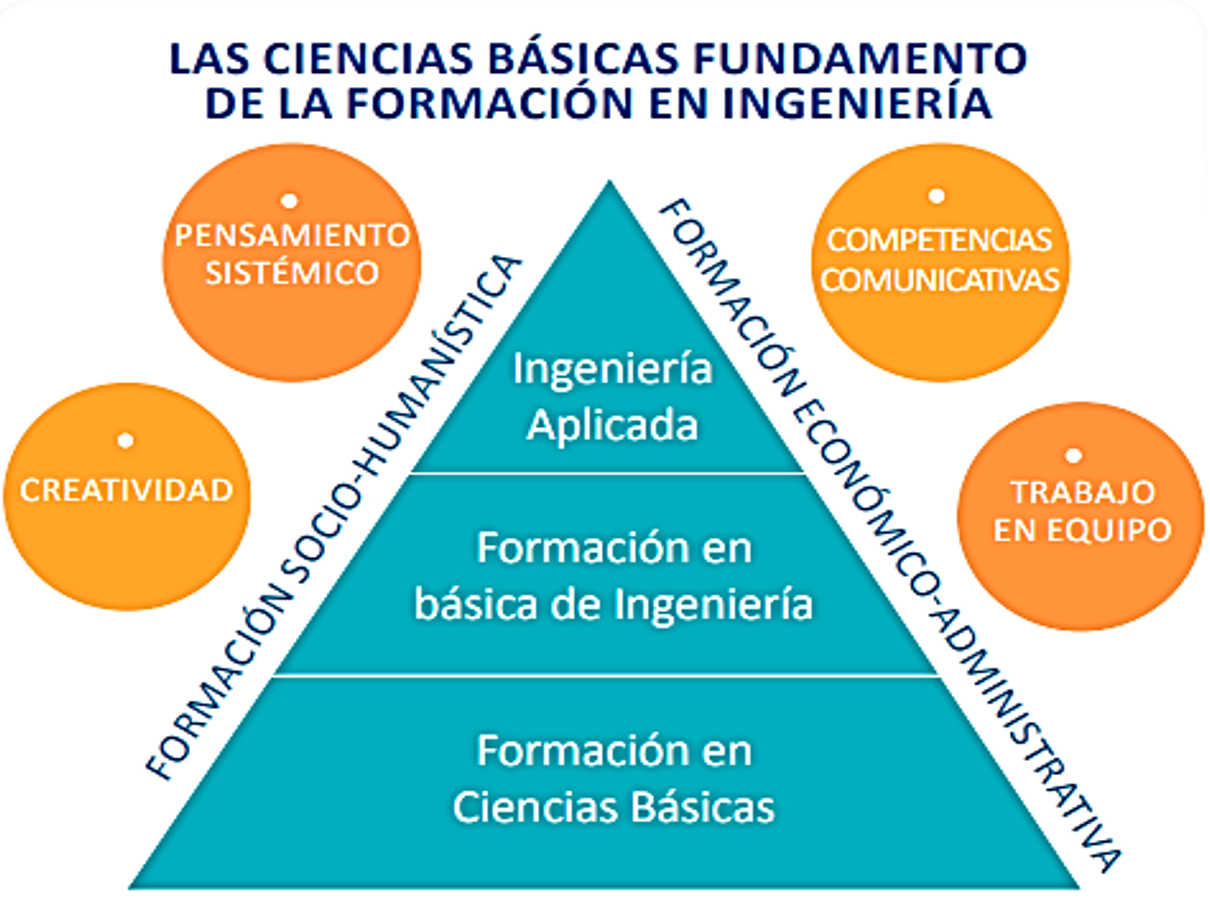 LAS CIENCIAS BÁSICAS FUNDAMENTO
DE LA FORMACIÓN EN INGENIERÍA
PENSAMIENTO
SISTÉMICO
CREATIVIDAD
FORMACIÓN SOCIO-HUMANÍSTICA
Ingeniería
Aplicada
Formación en
básica de Ingeniería
Formación en
Ciencias Básicas
FORMACIÓN ECONÓMICO-ADMINISTRATIVA
COMPETENCIAS
COMUNICATIVAS
TRABAJO
EN EQUIPO